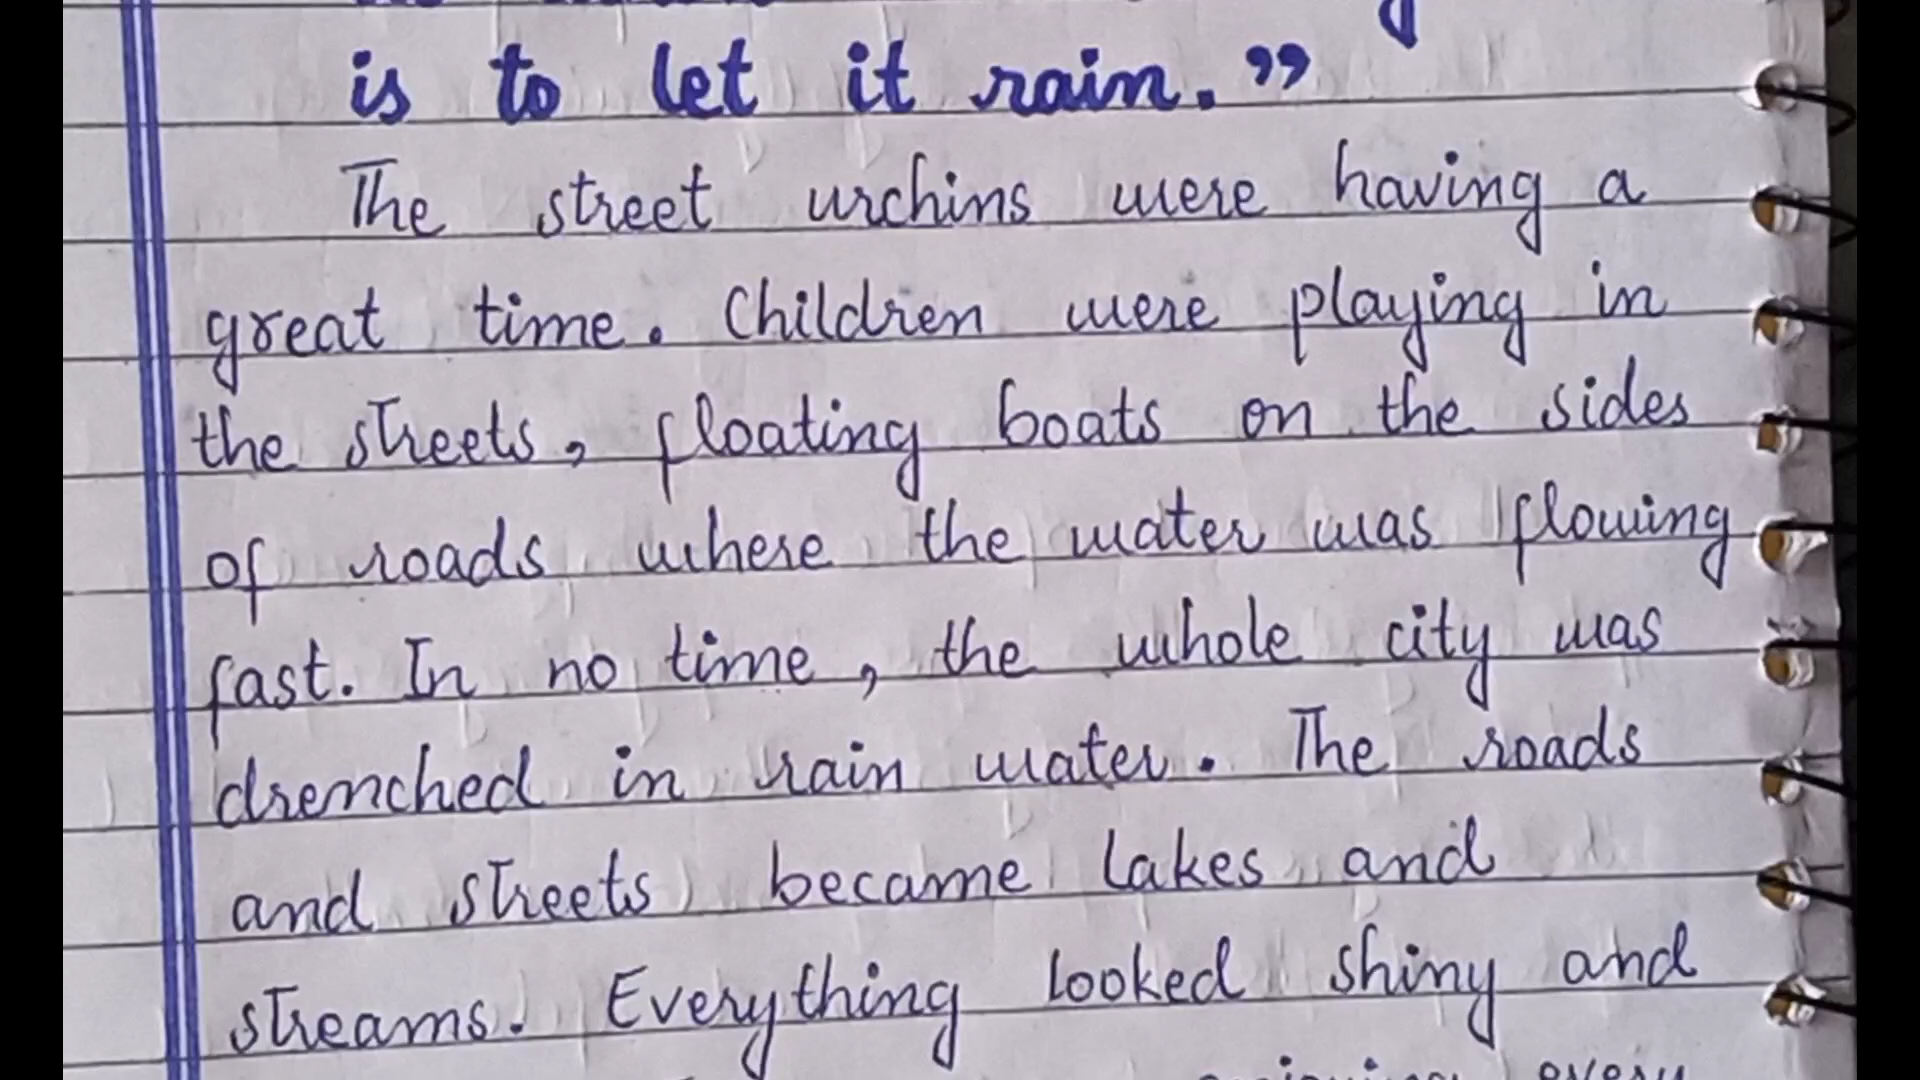 is to let it rain.”
The street urchins were having a
great time. Children were playing in
the streets, floating boats on the sides
of roads where the water was flowing
fast. In no time, the whole city was
drenched in rain water. The roads
and streets became lakes and
streams. Everything looked shiny and
every